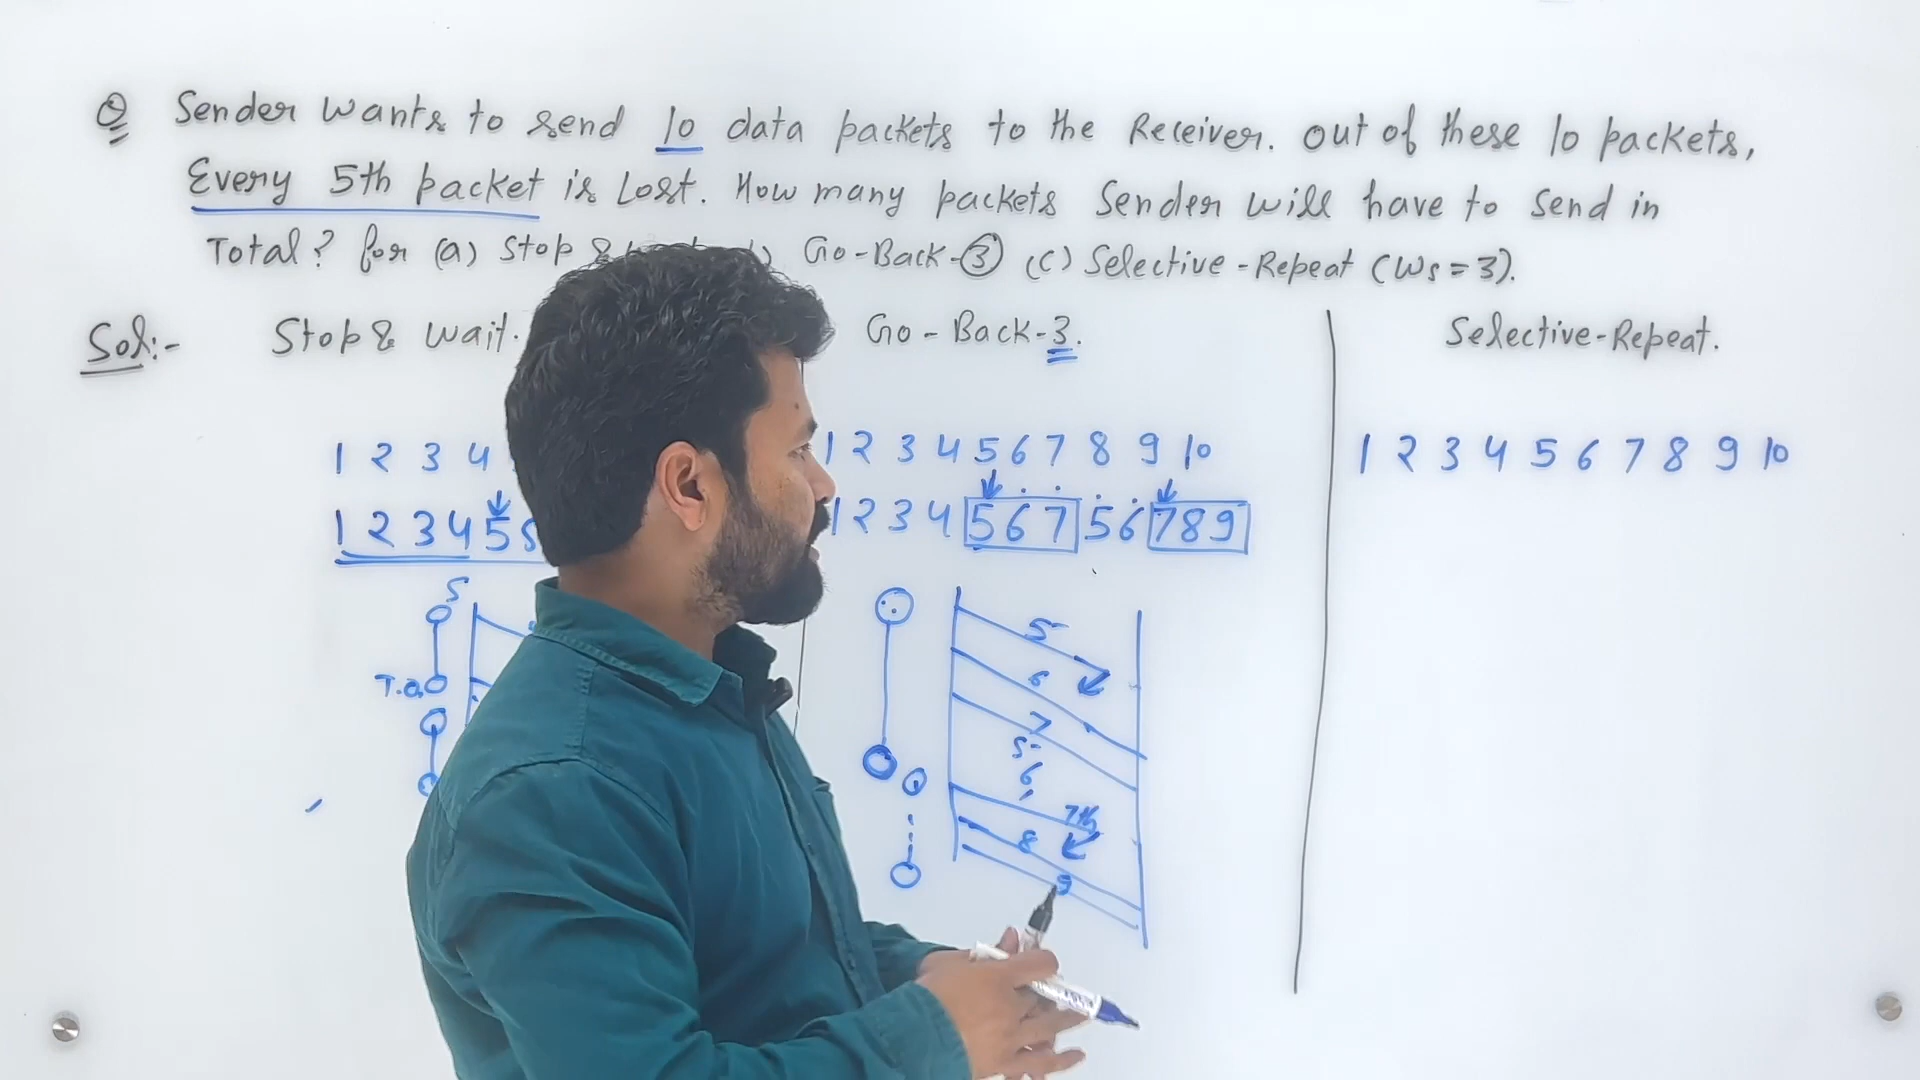 Q Sender wants to send 10 data packets to the Receiver. out of these 10 packets,
Every 5th packet is Lost. How many packets Sender will have to send in
Total? for (a) Stop & Go-Back-3 (c) Selective-Repeat (Ws=3).
Sol:- Stop & Wait. Go-Back-3. Selective-Repeat.
1 2 3 4 1 2 3 4 5 6 7 8 9 10 1 2 3 4 5 6 7 8 9 10
1 2 3 4 5 5 1 2 3 4 5 6 7 5 6 7 8 9
S
5
6
T.O.
7
5
6
7th
8
9